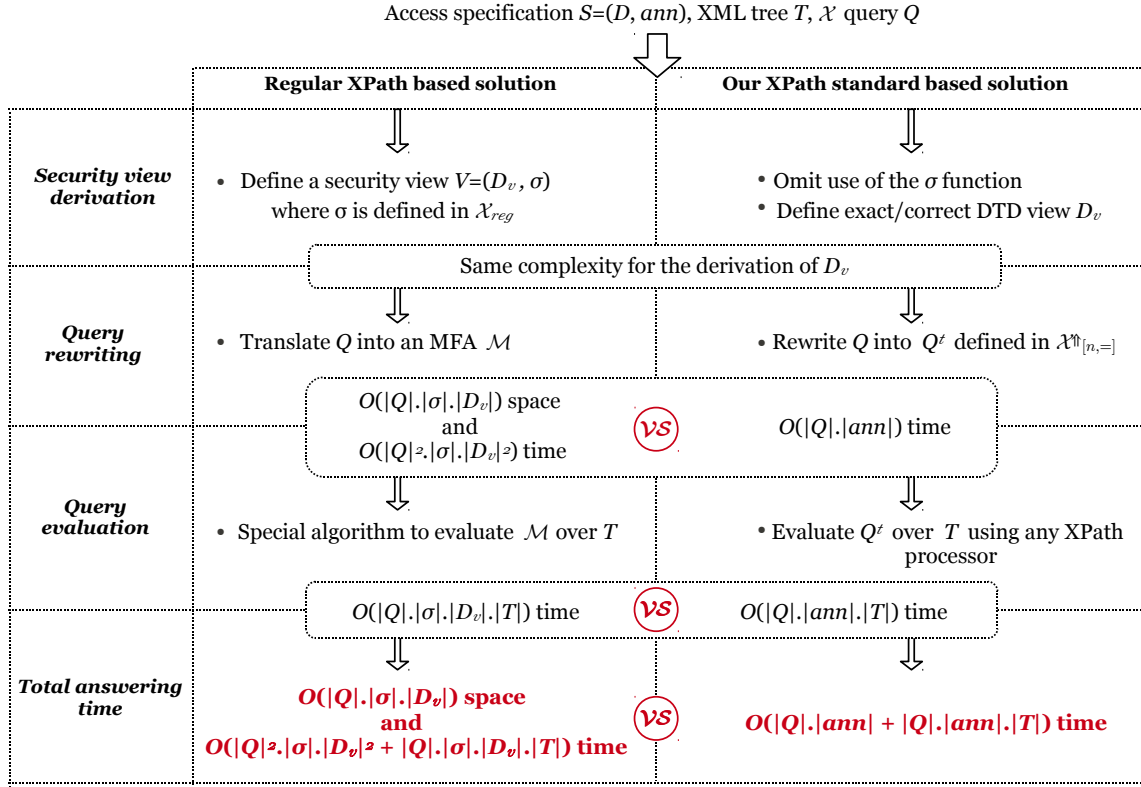 Access specification S=(D, ann), XML tree T, 𝒳 query Q
Regular XPath based solution
Our XPath standard based solution
Security view
derivation
• Define a security view V=(Dᵥ, σ)
where σ is defined in 𝒳reg
• Omit use of the σ function
• Define exact/correct DTD view Dᵥ
Same complexity for the derivation of Dᵥ
Query
rewriting
• Translate Q into an MFA ℳ
• Rewrite Q into Qᵗ defined in 𝒳⇑[n,=]
O(|Q|.|σ|.|Dᵥ|) space
and
O(|Q|².|σ|.|Dᵥ|²) time
VS
O(|Q|.|ann|) time
Query
evaluation
• Special algorithm to evaluate ℳ over T
• Evaluate Qᵗ over T using any XPath
processor
O(|Q|.|σ|.|Dᵥ|.|T|) time
VS
O(|Q|.|ann|.|T|) time
Total answering
time
O(|Q|.|σ|.|Dᵥ|) space
and
O(|Q|².|σ|.|Dᵥ|² + |Q|.|σ|.|Dᵥ|.|T|) time
VS
O(|Q|.|ann| + |Q|.|ann|.|T|) time